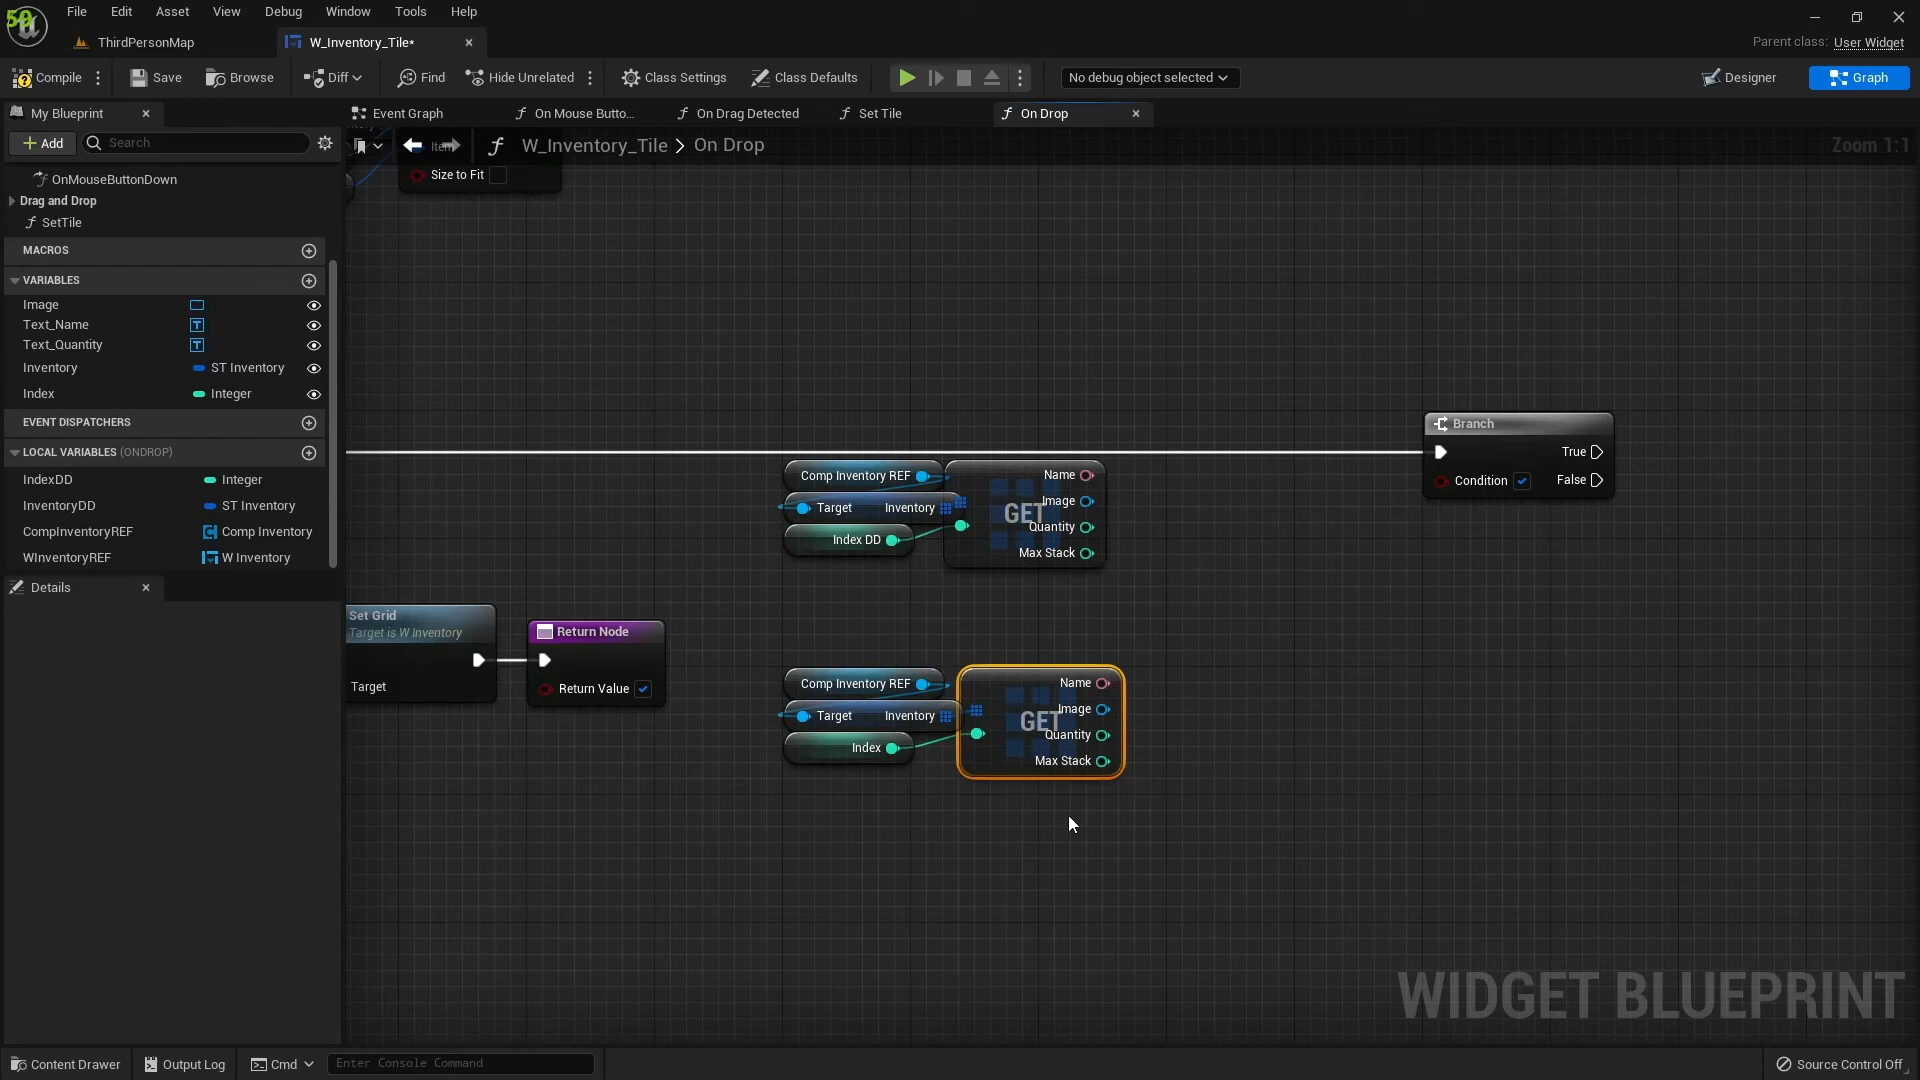 50
File Edit Asset View Debug Window Tools Help
ThirdPersonMap
W_Inventory_Tile*
Parent class: User Widget
Compile
Save
Browse
Diff
Find
Hide Unrelated
Class Settings
Class Defaults
No debug object selected
Designer
Graph
My Blueprint
Event Graph
On Mouse Butto...
On Drag Detected
Set Tile
On Drop
Add
Search
W_Inventory_Tile > On Drop
Zoom 1:1
Item
Size to Fit
OnMouseButtonDown
Drag and Drop
SetTile
MACROS
VARIABLES
Image
Text_Name
Text_Quantity
Inventory ST Inventory
Index Integer
EVENT DISPATCHERS
LOCAL VARIABLES (ONDROP)
IndexDD Integer
InventoryDD ST Inventory
CompInventoryREF Comp Inventory
WInventoryREF W Inventory
Details
Branch
True
Condition False
Comp Inventory REF
Target Inventory
Index DD
GET
Name
Image
Quantity
Max Stack
Set Grid
Target is W Inventory
Target
Return Node
Return Value
Comp Inventory REF
Target Inventory
Index
GET
Name
Image
Quantity
Max Stack
WIDGET BLUEPRINT
Content Drawer
Output Log
Cmd
Enter Console Command
Source Control Off